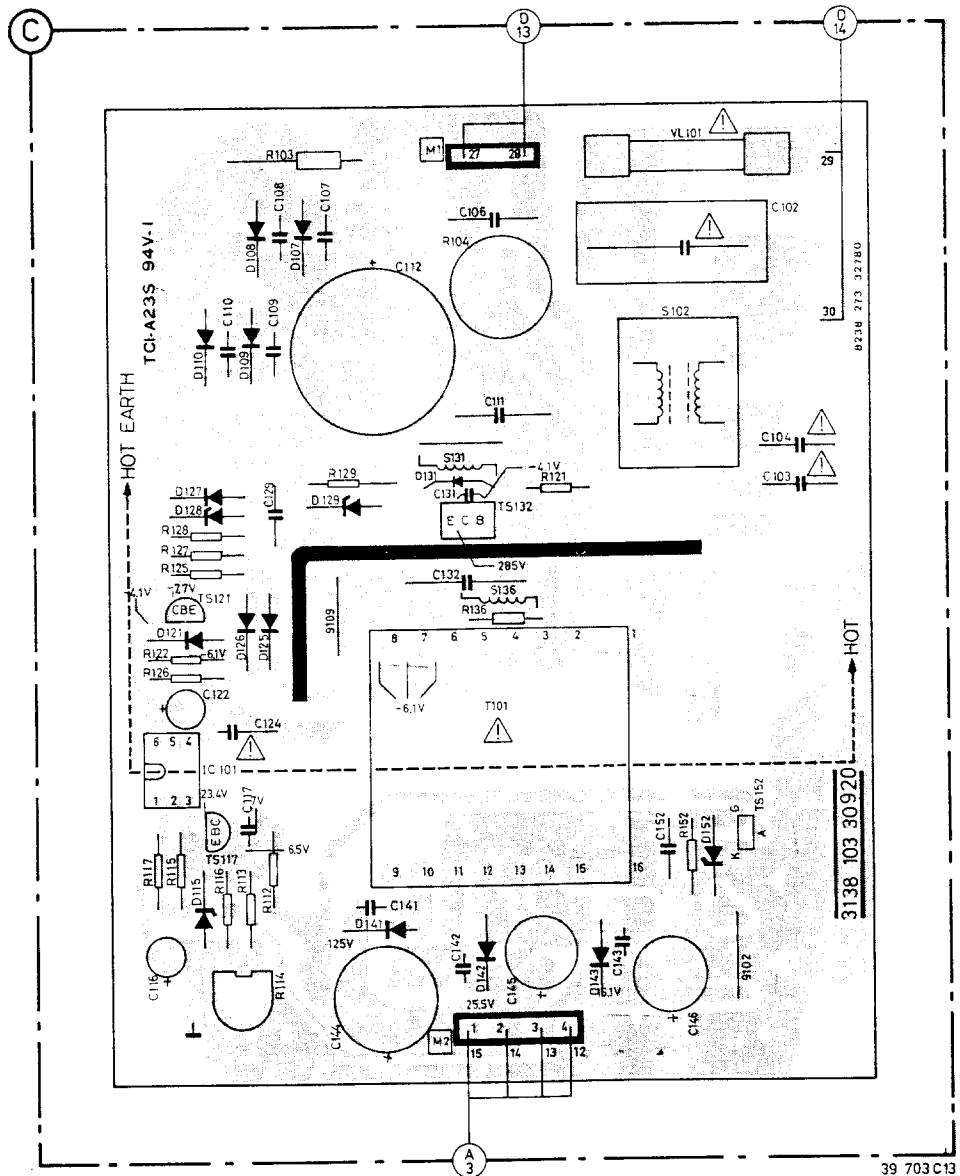 C
D
13
D
14
M1
27 28
VL101
29
R103
C108
C107
C106
C102
R104
D108
D107
C112
TCI-A23S 94V-1
8238 273 32780
30
S102
C110
C109
D110
D109
HOT EARTH
C111
C104
C103
S131
-4,1V
D131
R121
C131
TS132
R129
D129
E C B
285V
D127
C125
D128
R128
R127
R125
C132
S136
R136
-7,7V
-4,1V
TS121
CBE
9109
D121
R122
-6,1V
D126
D125
R126
C122
8 7 6 5 4 3 2 1
HOT
-6,1V
T101
C124
6 5 4
IC 101
1 2 3
23,4V
C117
7V
EBC
TS117
6,5V
G
TS152
A
K
C152
R152
D152
3138 103 30920
R117
R115
D115
R116
R113
R112
9 10 11 12 13 14 15 16
C141
D141
125V
C142
D142
C145
D143
C143
6,1V
9102
C116
R114
C144
25,5V
C146
M2
1 2 3 4
15 14 13 12
A
3
39 703 C13